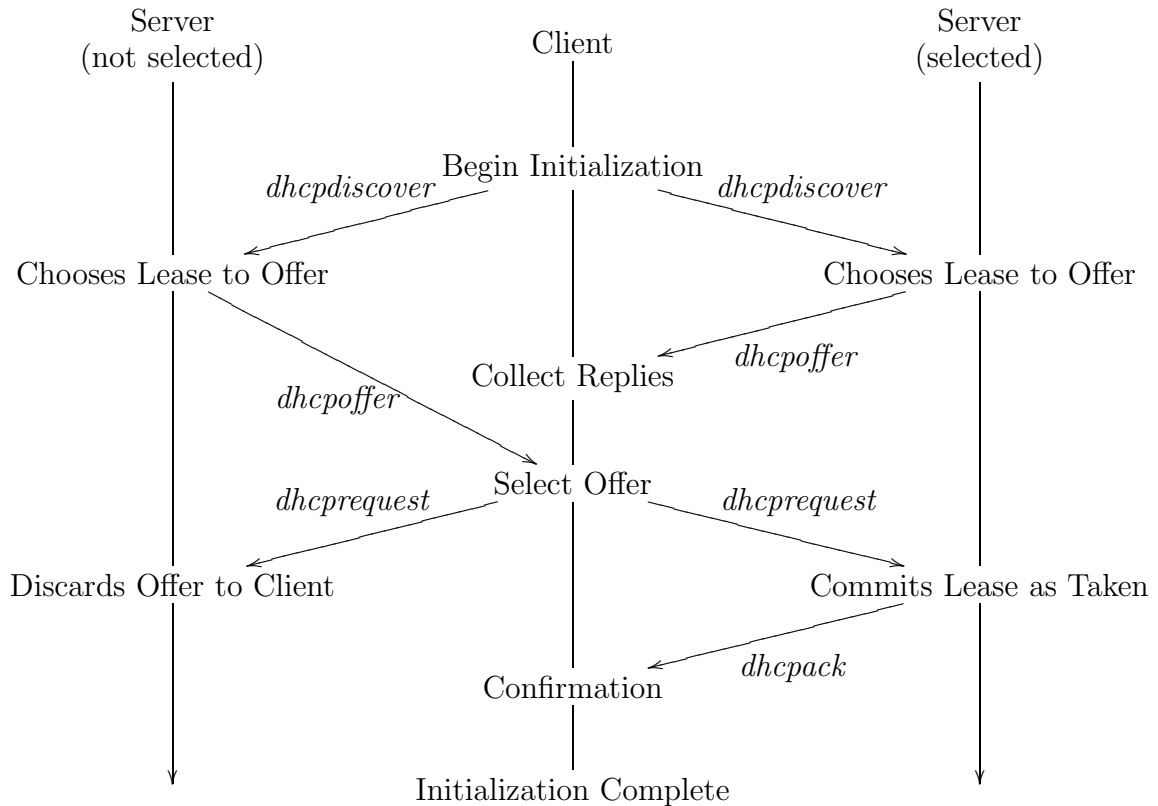 Server
(not selected)
Client
Server
(selected)
Begin Initialization
dhcpdiscover
dhcpdiscover
Chooses Lease to Offer
Chooses Lease to Offer
dhcpoffer
Collect Replies
dhcpoffer
Select Offer
dhcprequest
dhcprequest
Discards Offer to Client
Commits Lease as Taken
dhcpack
Confirmation
Initialization Complete